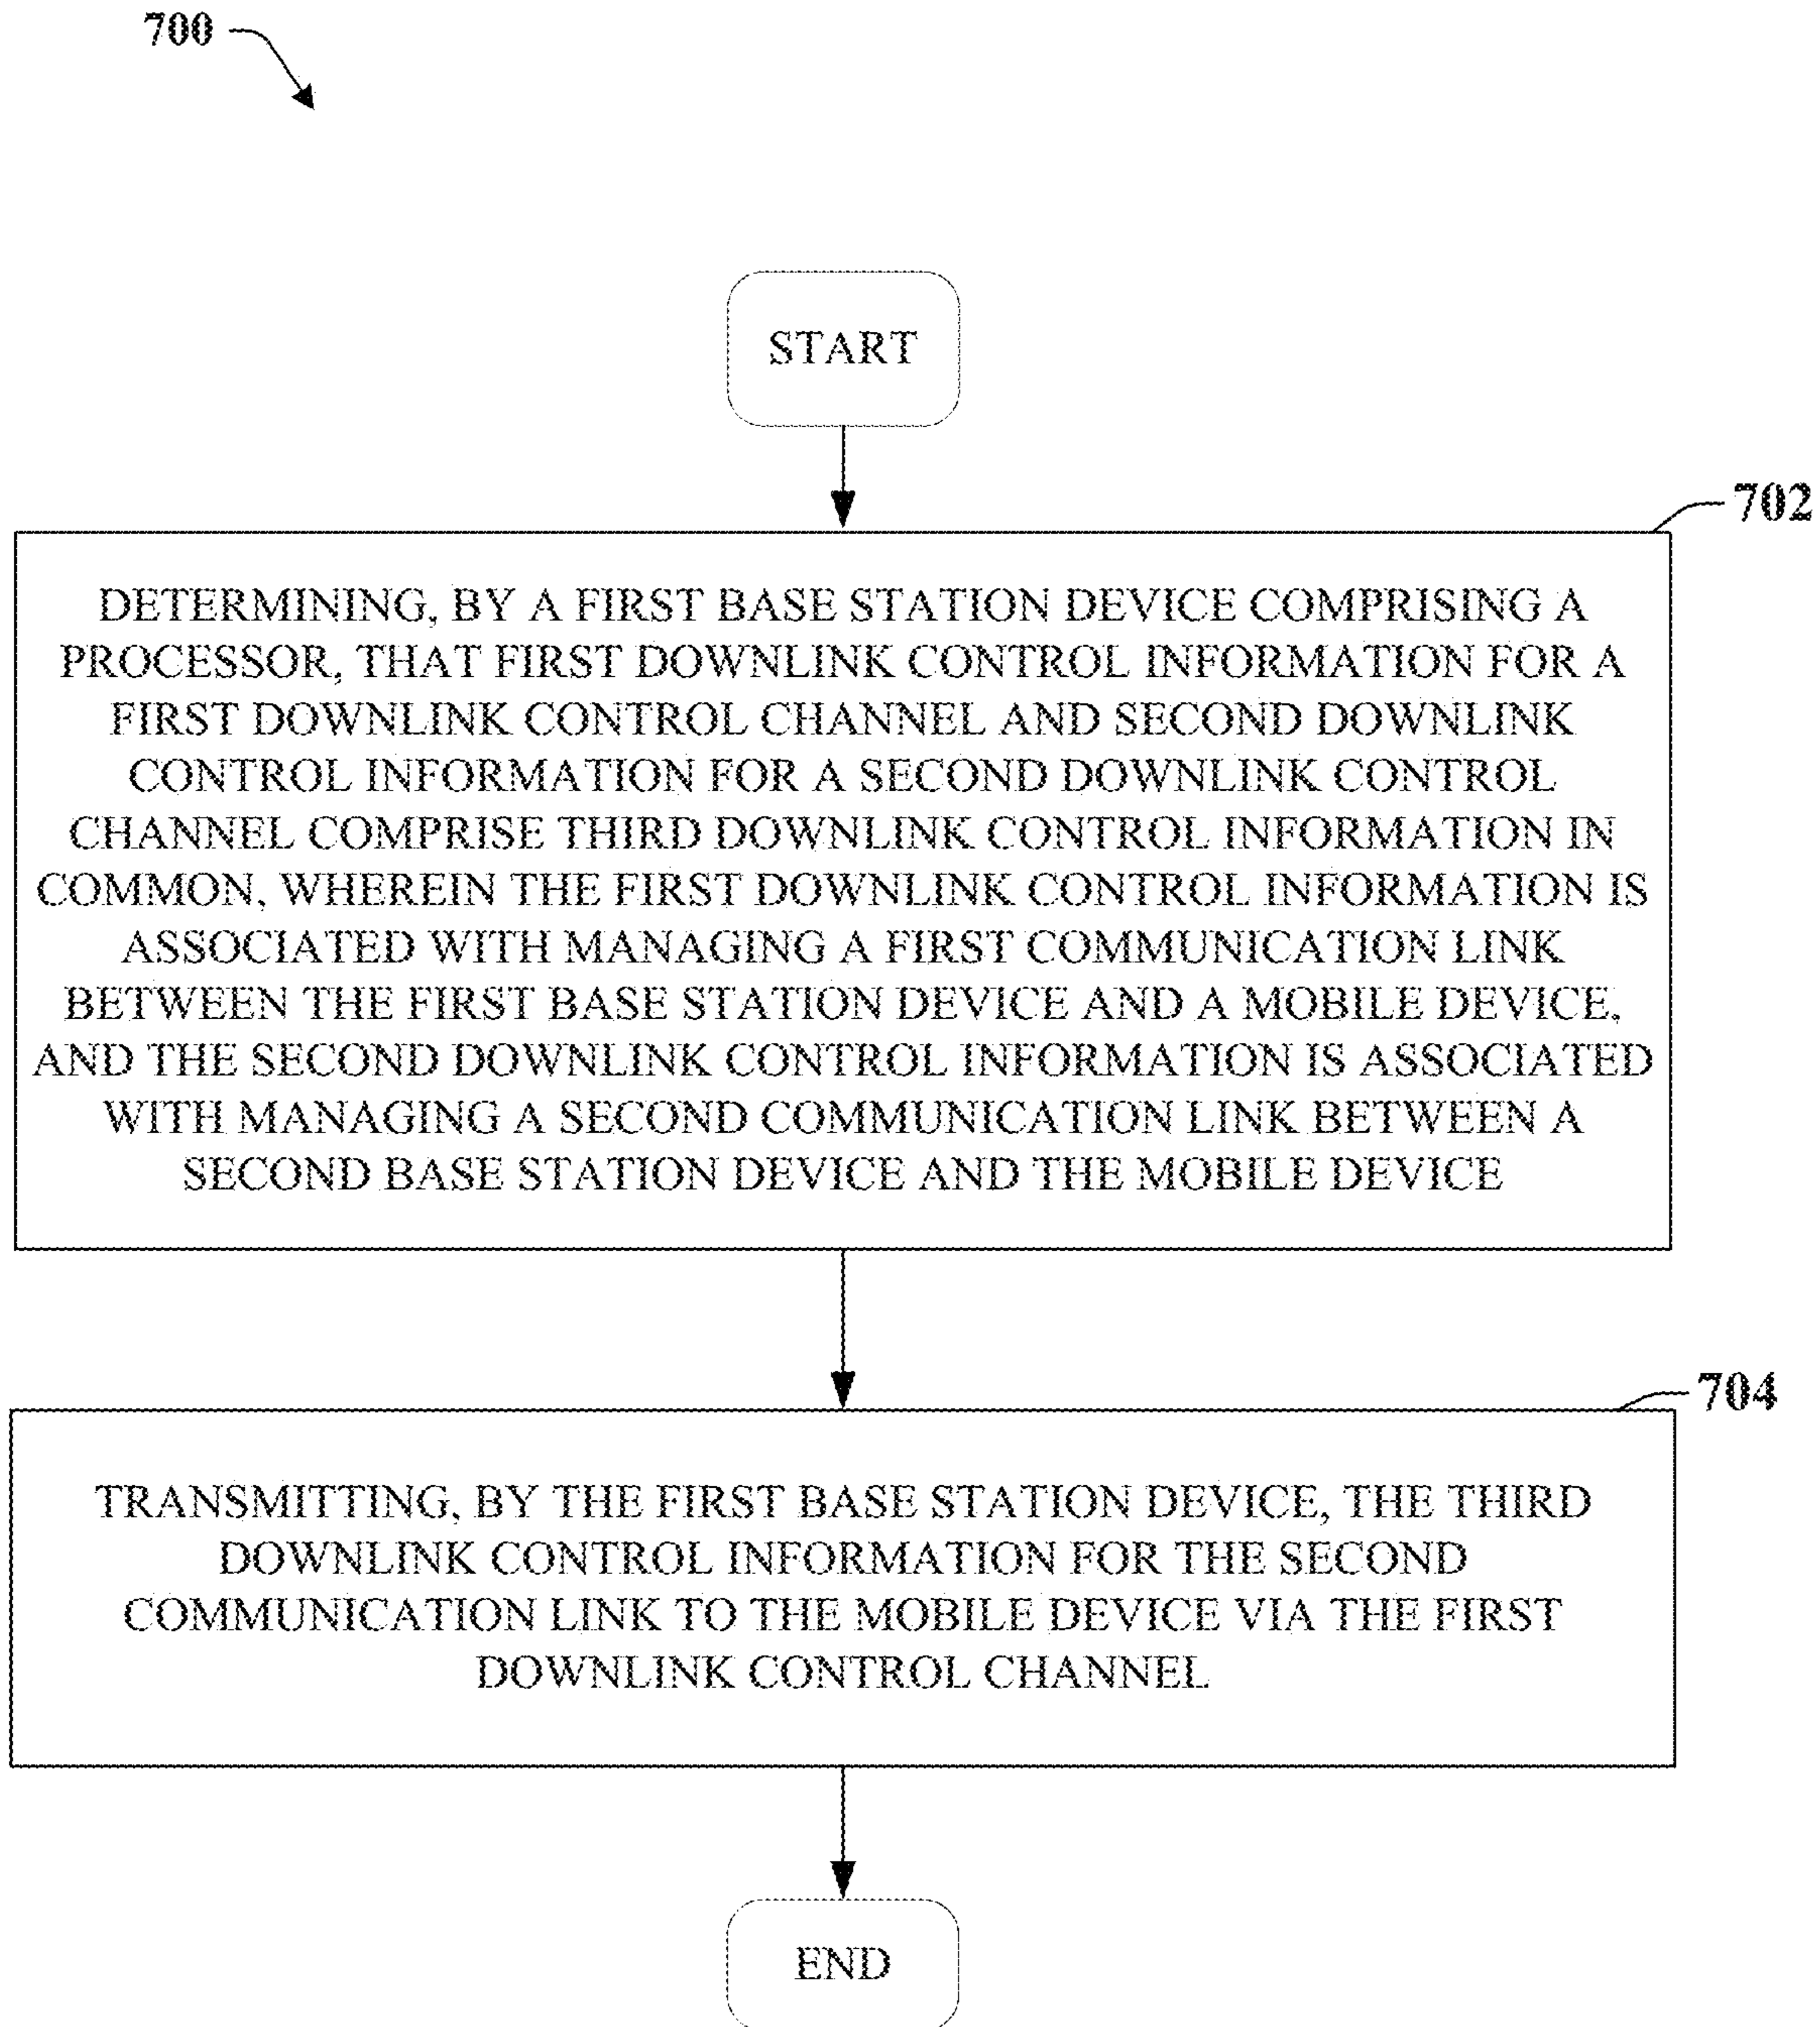 700
START
702
DETERMINING, BY A FIRST BASE STATION DEVICE COMPRISING A
PROCESSOR, THAT FIRST DOWNLINK CONTROL INFORMATION FOR A
FIRST DOWNLINK CONTROL CHANNEL AND SECOND DOWNLINK
CONTROL INFORMATION FOR A SECOND DOWNLINK CONTROL
CHANNEL COMPRISE THIRD DOWNLINK CONTROL INFORMATION IN
COMMON, WHEREIN THE FIRST DOWNLINK CONTROL INFORMATION IS
ASSOCIATED WITH MANAGING A FIRST COMMUNICATION LINK
BETWEEN THE FIRST BASE STATION DEVICE AND A MOBILE DEVICE,
AND THE SECOND DOWNLINK CONTROL INFORMATION IS ASSOCIATED
WITH MANAGING A SECOND COMMUNICATION LINK BETWEEN A
SECOND BASE STATION DEVICE AND THE MOBILE DEVICE
704
TRANSMITTING, BY THE FIRST BASE STATION DEVICE, THE THIRD
DOWNLINK CONTROL INFORMATION FOR THE SECOND
COMMUNICATION LINK TO THE MOBILE DEVICE VIA THE FIRST
DOWNLINK CONTROL CHANNEL
END